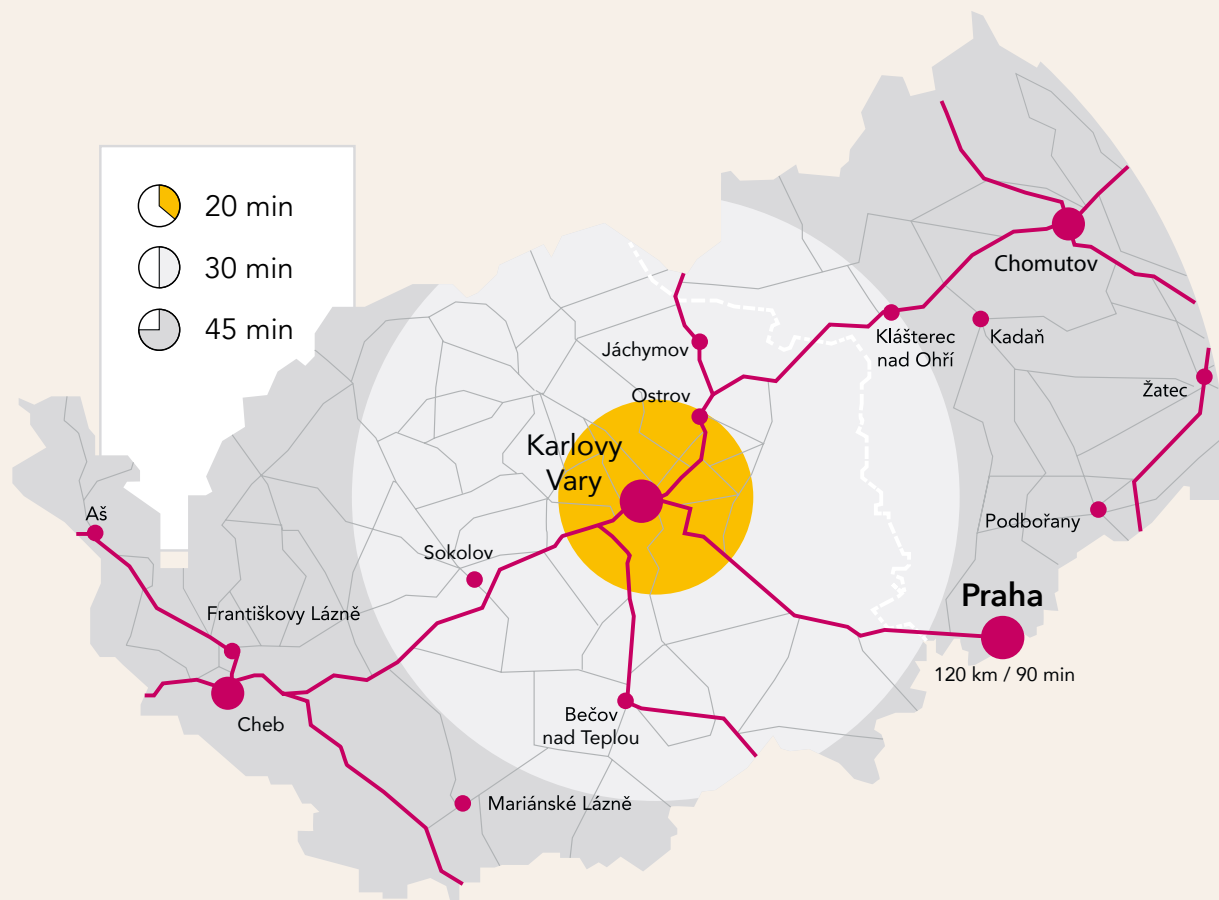 20 min
30 min
45 min
Chomutov
Klášterec
nad Ohří
Kadaň
Jáchymov
Žatec
Ostrov
Karlovy
Vary
Aš
Podbořany
Sokolov
Praha
Františkovy Lázně
120 km / 90 min
Cheb
Bečov
nad Teplou
Mariánské Lázně